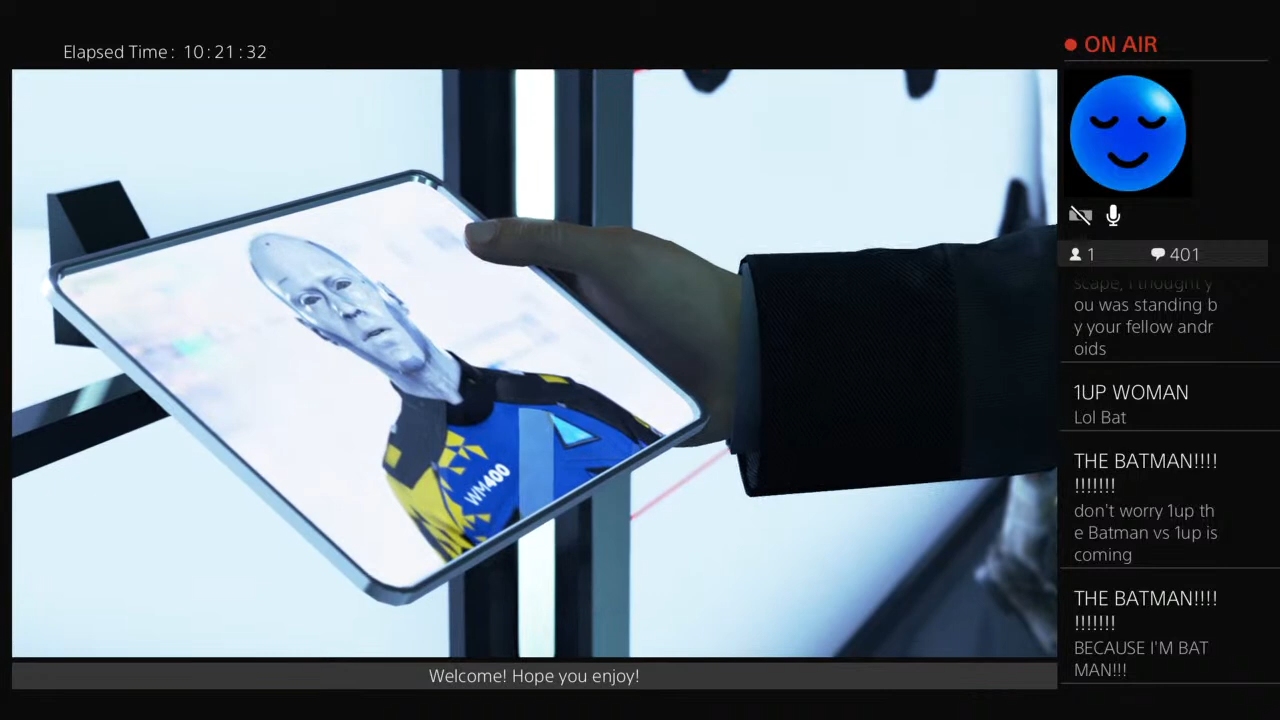 Elapsed Time: 10:21:32
ON AIR
1
401
scape, I thought y
ou was standing b
y your fellow andr
oids
1UP WOMAN
Lol Bat
THE BATMAN!!!!
!!!!!!!
don't worry 1up th
e Batman vs 1up is
coming
THE BATMAN!!!!
!!!!!!!
BECAUSE I'M BAT
MAN!!!
WM400
Welcome! Hope you enjoy!